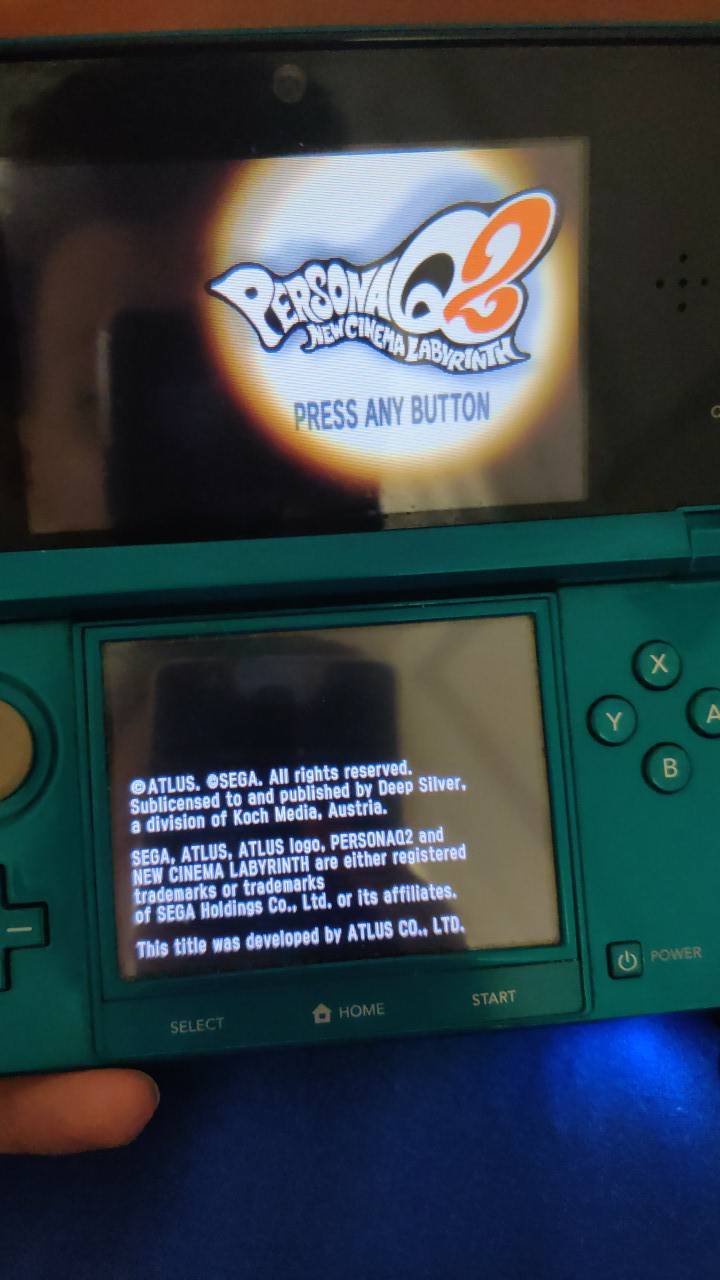 PERSONA Q2
NEW CINEMA LABYRINTH
PRESS ANY BUTTON
©ATLUS. ©SEGA. All rights reserved.
Sublicensed to and published by Deep Silver,
a division of Koch Media, Austria.
SEGA, ATLUS, ATLUS logo, PERSONAQ2 and
NEW CINEMA LABYRINTH are either registered
trademarks or trademarks
of SEGA Holdings Co., Ltd. or its affiliates.
This title was developed by ATLUS CO., LTD.
X
Y
A
B
POWER
SELECT
HOME
START